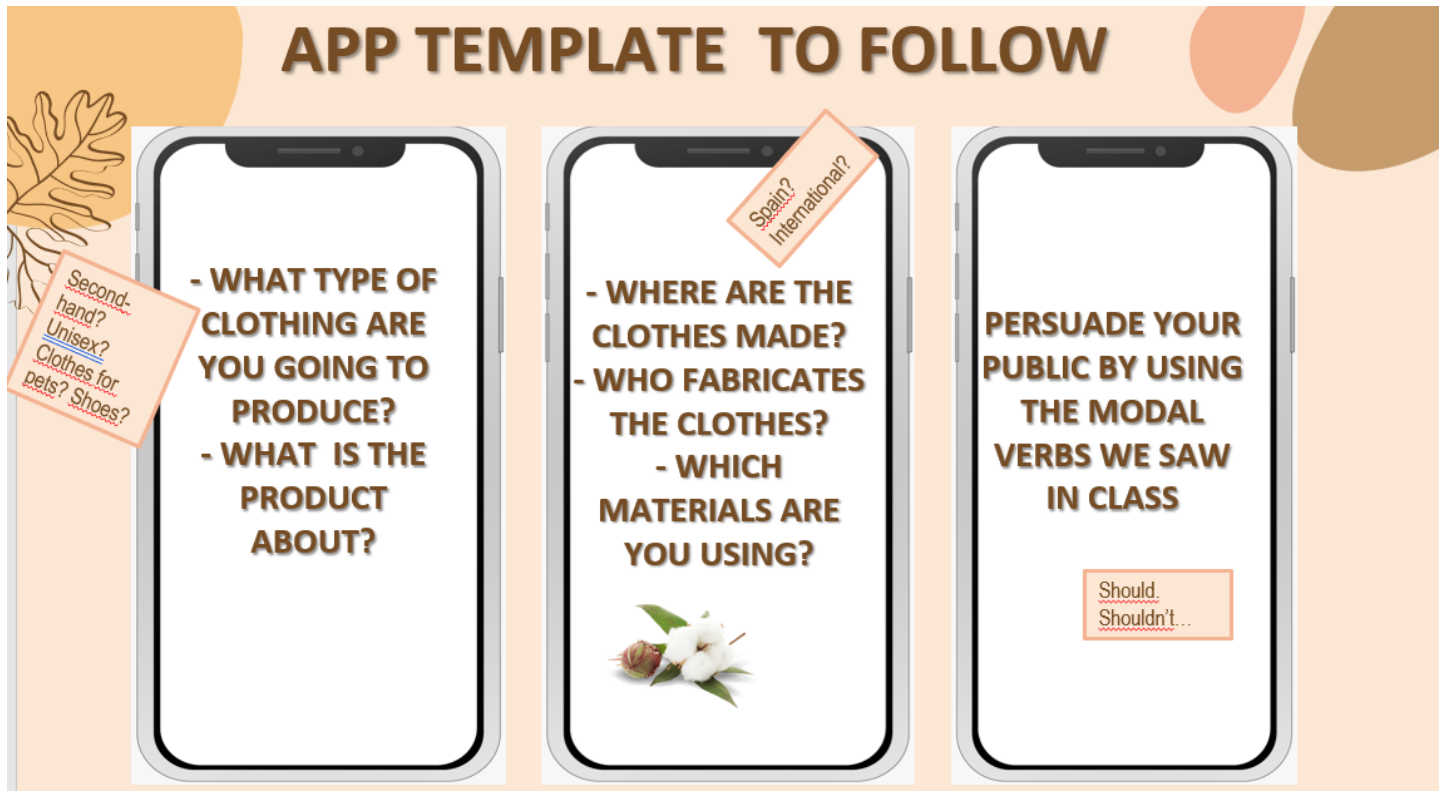 APP TEMPLATE TO FOLLOW
Second-
hand?
Unisex?
Clothes for
pets? Shoes?
- WHAT TYPE OF
CLOTHING ARE
YOU GOING TO
PRODUCE?
- WHAT IS THE
PRODUCT
ABOUT?
Spain?
International?
- WHERE ARE THE
CLOTHES MADE?
- WHO FABRICATES
THE CLOTHES?
- WHICH
MATERIALS ARE
YOU USING?
PERSUADE YOUR
PUBLIC BY USING
THE MODAL
VERBS WE SAW
IN CLASS
Should.
Shouldn't...